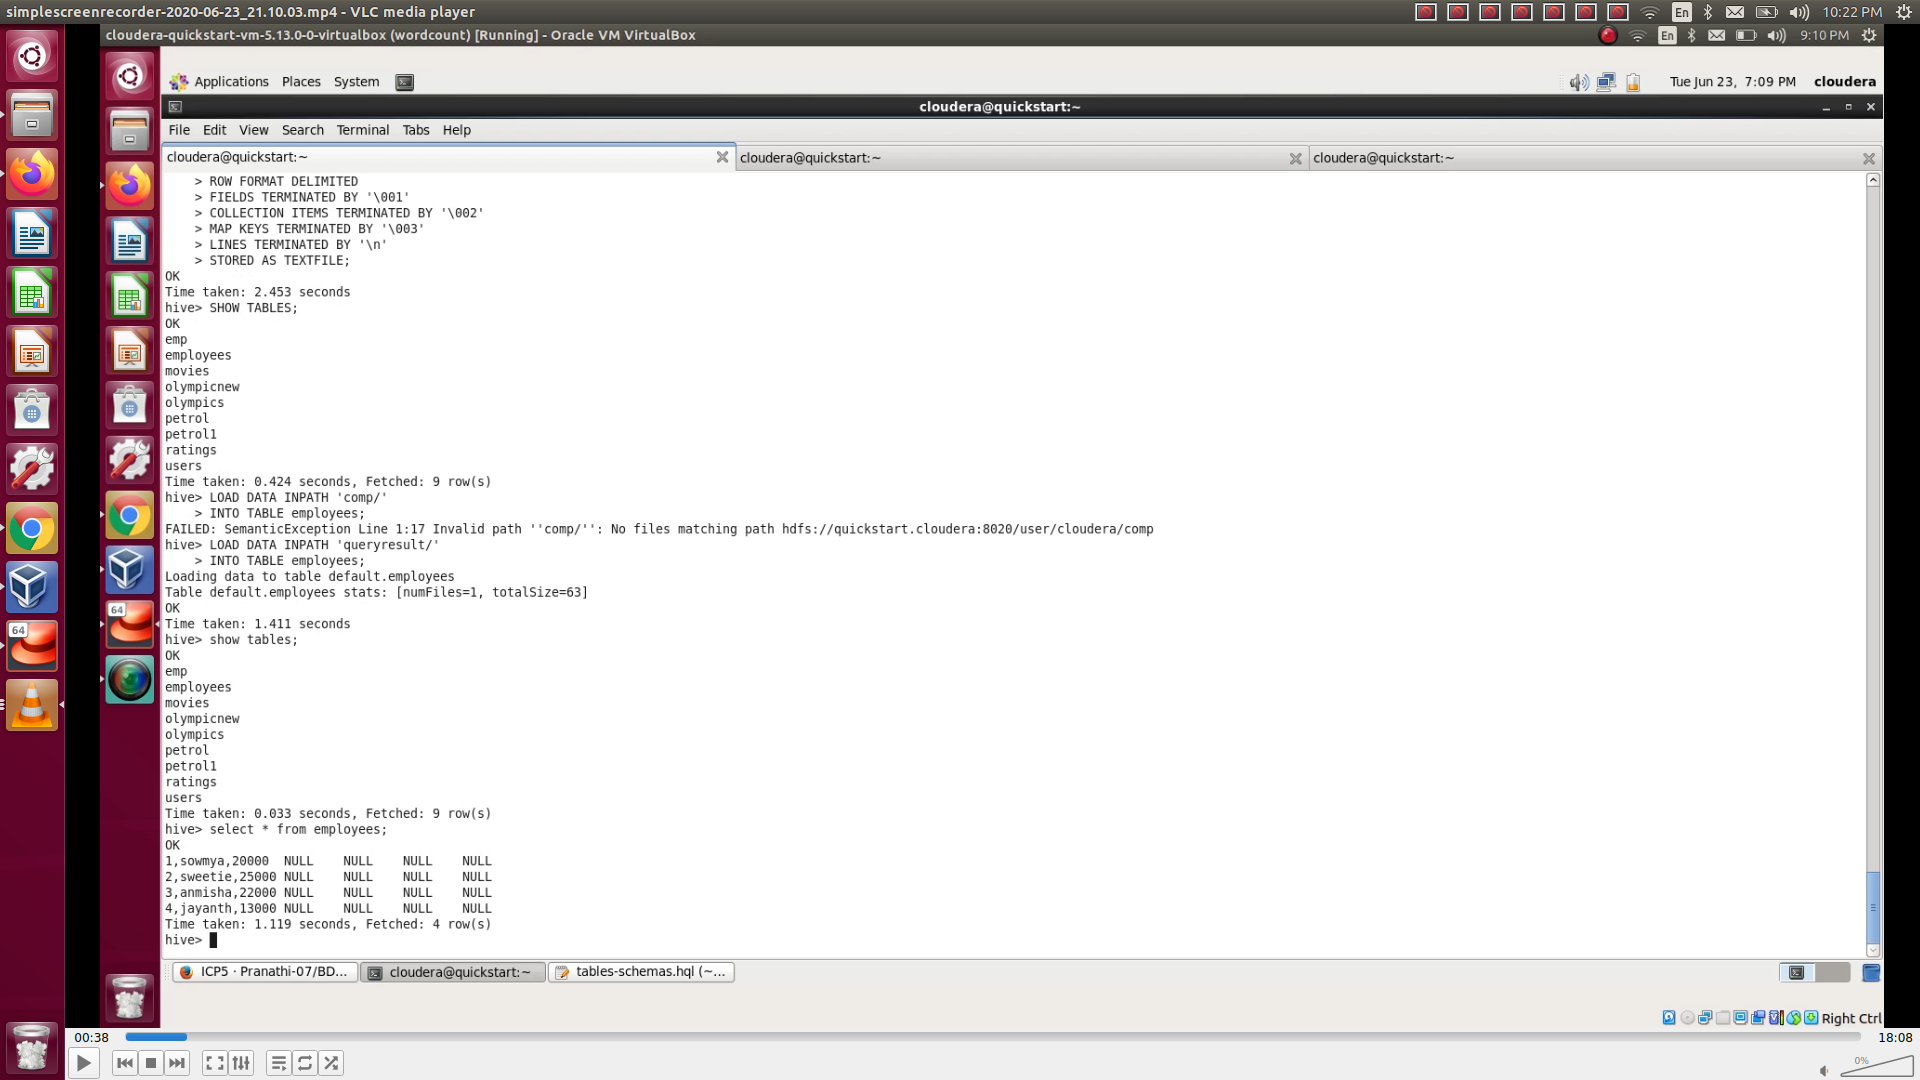 simplescreenrecorder-2020-06-23_21.10.03.mp4 - VLC media player
En
10:22 PM
cloudera-quickstart-vm-5.13.0-0-virtualbox (wordcount) [Running] - Oracle VM VirtualBox
En
9:10 PM
Applications Places System
Tue Jun 23, 7:09 PM cloudera
cloudera@quickstart:~
File Edit View Search Terminal Tabs Help
cloudera@quickstart:~
cloudera@quickstart:~
cloudera@quickstart:~
> ROW FORMAT DELIMITED
> FIELDS TERMINATED BY '\001'
> COLLECTION ITEMS TERMINATED BY '\002'
> MAP KEYS TERMINATED BY '\003'
> LINES TERMINATED BY '\n'
> STORED AS TEXTFILE;
OK
Time taken: 2.453 seconds
hive> SHOW TABLES;
OK
emp
employees
movies
olympicnew
olympics
petrol
petrol1
ratings
users
Time taken: 0.424 seconds, Fetched: 9 row(s)
hive> LOAD DATA INPATH 'comp/'
> INTO TABLE employees;
FAILED: SemanticException Line 1:17 Invalid path ''comp/'': No files matching path hdfs://quickstart.cloudera:8020/user/cloudera/comp
hive> LOAD DATA INPATH 'queryresult/'
> INTO TABLE employees;
Loading data to table default.employees
Table default.employees stats: [numFiles=1, totalSize=63]
OK
Time taken: 1.411 seconds
hive> show tables;
OK
emp
employees
movies
olympicnew
olympics
petrol
petrol1
ratings
users
Time taken: 0.033 seconds, Fetched: 9 row(s)
hive> select * from employees;
OK
1,sowmya,20000 NULL NULL NULL NULL
2,sweetie,25000 NULL NULL NULL NULL
3,anmisha,22000 NULL NULL NULL NULL
4,jayanth,13000 NULL NULL NULL NULL
Time taken: 1.119 seconds, Fetched: 4 row(s)
hive>
64
64
ICP5 · Pranathi-07/BD...
cloudera@quickstart:~
tables-schemas.hql (~...
Right Ctrl
00:38
18:08
0%